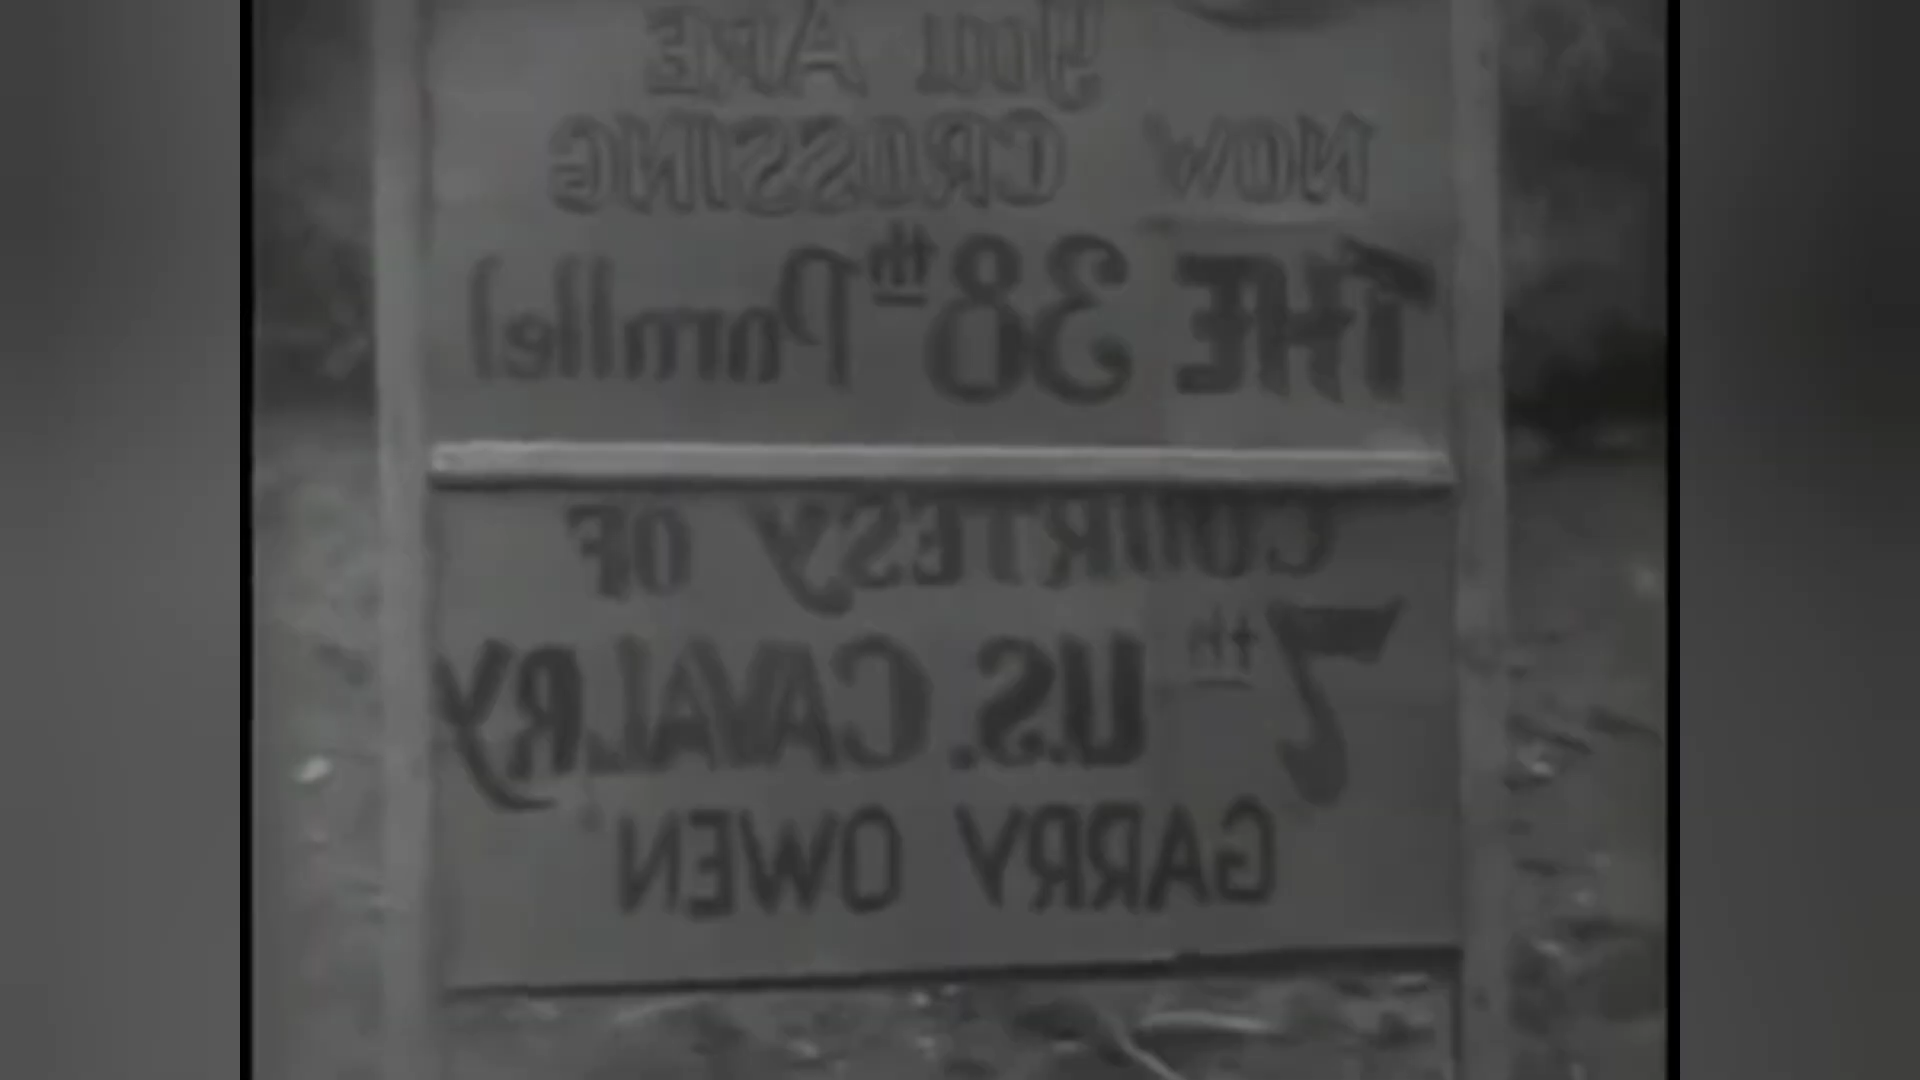 You ARE
NOW CROSSING
THE 38th Parallel
COURTESY OF
7th U.S. CAVALRY
GARRY OWEN